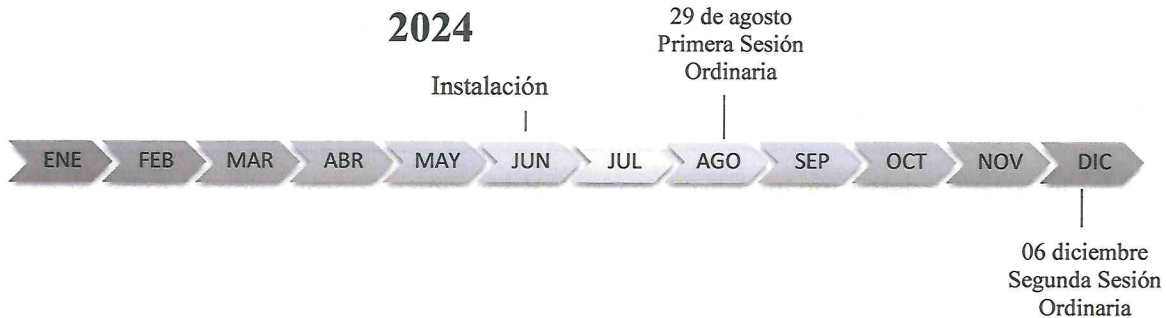 2024
29 de agosto
Primera Sesión
Ordinaria
Instalación
ENE FEB MAR ABR MAY JUN JUL AGO SEP OCT NOV DIC
06 diciembre
Segunda Sesión
Ordinaria